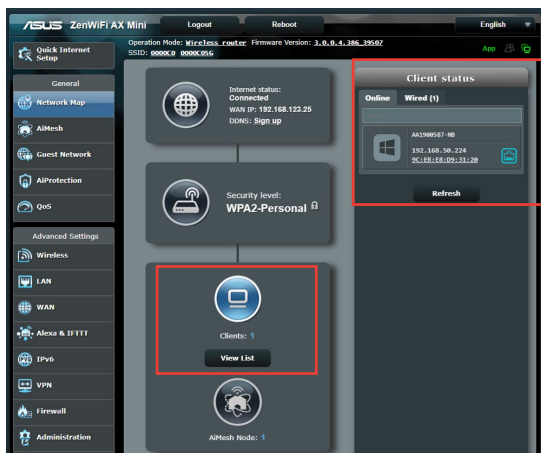 ASUS ZenWiFi AX Mini
Logout
Reboot
English
Quick Internet
Setup
Operation Mode: Wireless router Firmware Version: 3.0.0.4.386_39507
SSID: 0000C0 0000C05G
App
General
Network Map
AiMesh
Guest Network
AiProtection
QoS
Advanced Settings
Wireless
LAN
WAN
Alexa & IFTTT
IPv6
VPN
Firewall
Administration
Internet status:
Connected
WAN IP: 192.168.123.25
DDNS: Sign up
Security level:
WPA2-Personal
Clients: 1
View List
AiMesh Node: 1
Client status
Online Wired (1)
AA1900587-NB
192.168.50.224
9C:E6:E8:D9:31:20
Refresh